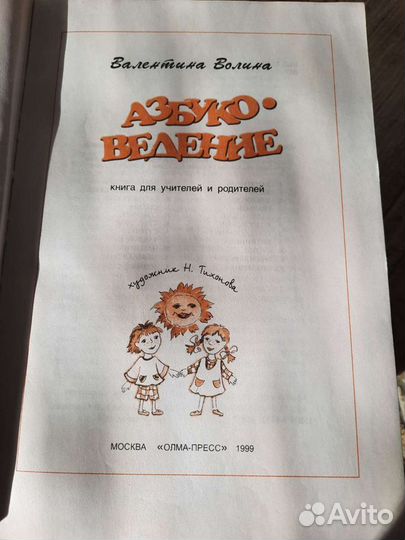 Валентина Волина
АЗБУКО•
ВЕДЕНИЕ
книга для учителей и родителей
художник Н. Тихонова
МОСКВА «ОЛМА-ПРЕСС» 1999
Avito